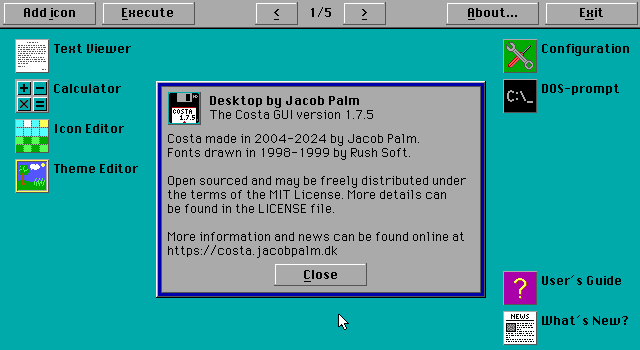 Add icon
Execute
<
1/5
>
About...
Exit
Text Viewer
Calculator
Icon Editor
Theme Editor
Configuration
C:\_
DOS-prompt
COSTA
1.7.5
Desktop by Jacob Palm
The Costa GUI version 1.7.5
Costa made in 2004-2024 by Jacob Palm.
Fonts drawn in 1998-1999 by Rush Soft.
Open sourced and may be freely distributed under
the terms of the MIT License. More details can
be found in the LICENSE file.
More information and news can be found online at
https://costa.jacobpalm.dk
Close
?
User's Guide
NEWS
What's New?